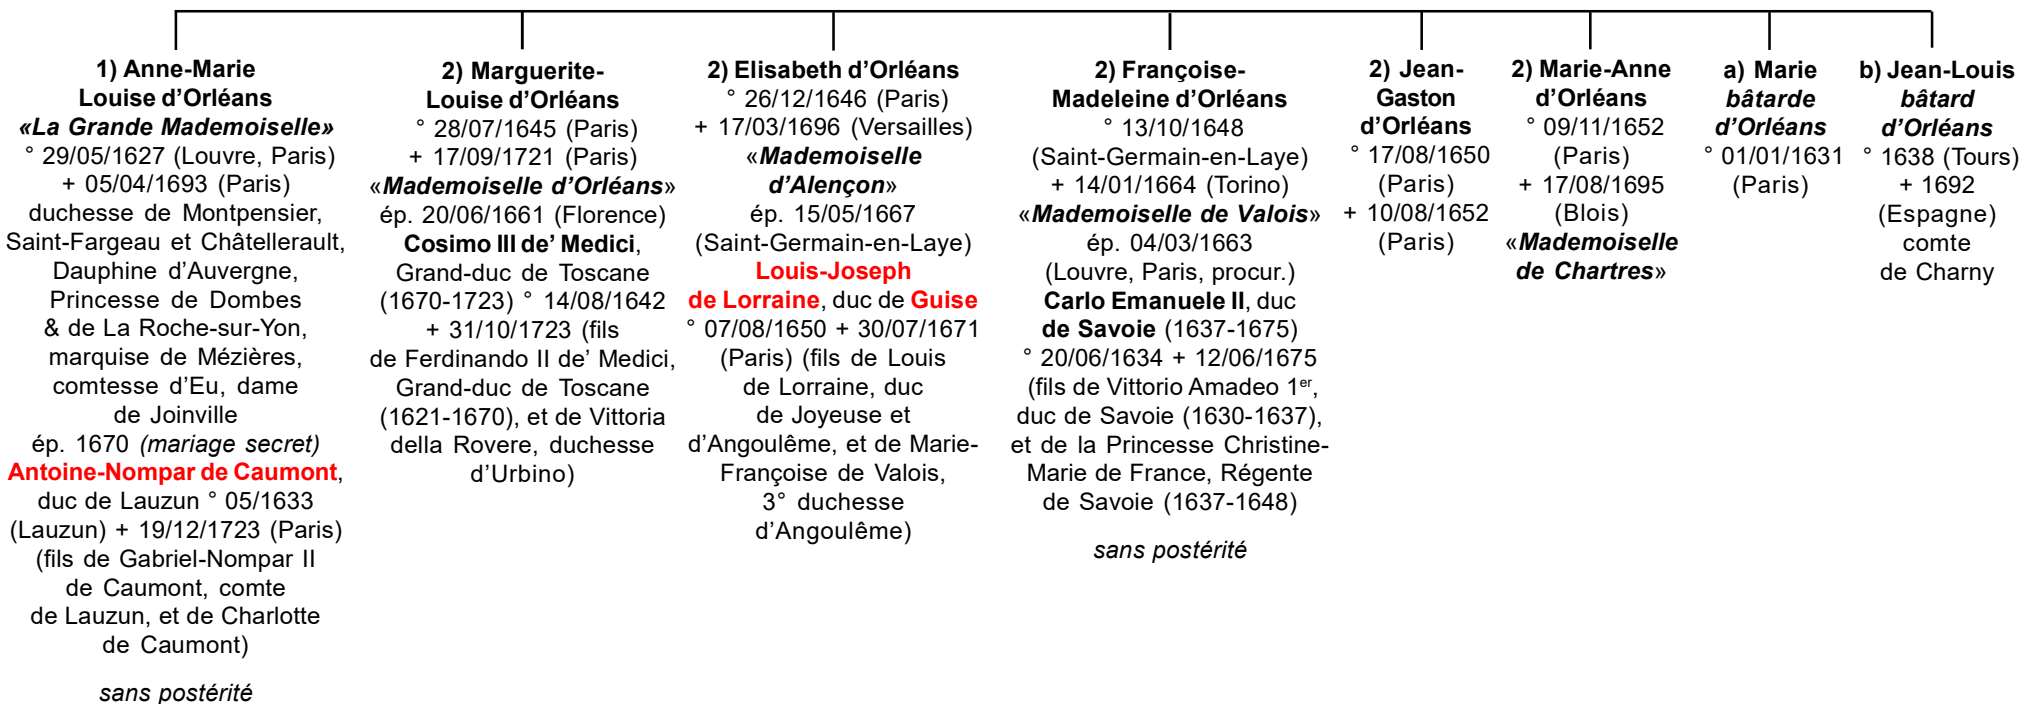 1) Anne-Marie
Louise d’Orléans
«La Grande Mademoiselle»
° 29/05/1627 (Louvre, Paris)
+ 05/04/1693 (Paris)
duchesse de Montpensier,
Saint-Fargeau et Châtellerault,
Dauphine d’Auvergne,
Princesse de Dombes
& de La Roche-sur-Yon,
marquise de Mézières,
comtesse d’Eu, dame
de Joinville
ép. 1670 (mariage secret)
Antoine-Nompar de Caumont,
duc de Lauzun ° 05/1633
(Lauzun) + 19/12/1723 (Paris)
(fils de Gabriel-Nompar II
de Caumont, comte
de Lauzun, et de Charlotte
de Caumont)
sans postérité
2) Marguerite-
Louise d’Orléans
° 28/07/1645 (Paris)
+ 17/09/1721 (Paris)
«Mademoiselle d’Orléans»
ép. 20/06/1661 (Florence)
Cosimo III de’ Medici,
Grand-duc de Toscane
(1670-1723) ° 14/08/1642
+ 31/10/1723 (fils
de Ferdinando II de’ Medici,
Grand-duc de Toscane
(1621-1670), et de Vittoria
della Rovere, duchesse
d’Urbino)
2) Elisabeth d’Orléans
° 26/12/1646 (Paris)
+ 17/03/1696 (Versailles)
«Mademoiselle
d’Alençon»
ép. 15/05/1667
(Saint-Germain-en-Laye)
Louis-Joseph
de Lorraine, duc de Guise
° 07/08/1650 + 30/07/1671
(Paris) (fils de Louis
de Lorraine, duc
de Joyeuse et
d’Angoulême, et de Marie-
Françoise de Valois,
3° duchesse
d’Angoulême)
2) Françoise-
Madeleine d’Orléans
° 13/10/1648
(Saint-Germain-en-Laye)
+ 14/01/1664 (Torino)
«Mademoiselle de Valois»
ép. 04/03/1663
(Louvre, Paris, procur.)
Carlo Emanuele II, duc
de Savoie (1637-1675)
° 20/06/1634 + 12/06/1675
(fils de Vittorio Amadeo 1er,
duc de Savoie (1630-1637),
et de la Princesse Christine-
Marie de France, Régente
de Savoie (1637-1648)
sans postérité
2) Jean-
Gaston
d’Orléans
° 17/08/1650
(Paris)
+ 10/08/1652
(Paris)
2) Marie-Anne
d’Orléans
° 09/11/1652
(Paris)
+ 17/08/1695
(Blois)
«Mademoiselle
de Chartres»
a) Marie
bâtarde
d’Orléans
° 01/01/1631
(Paris)
b) Jean-Louis
bâtard
d’Orléans
° 1638 (Tours)
+ 1692
(Espagne)
comte
de Charny